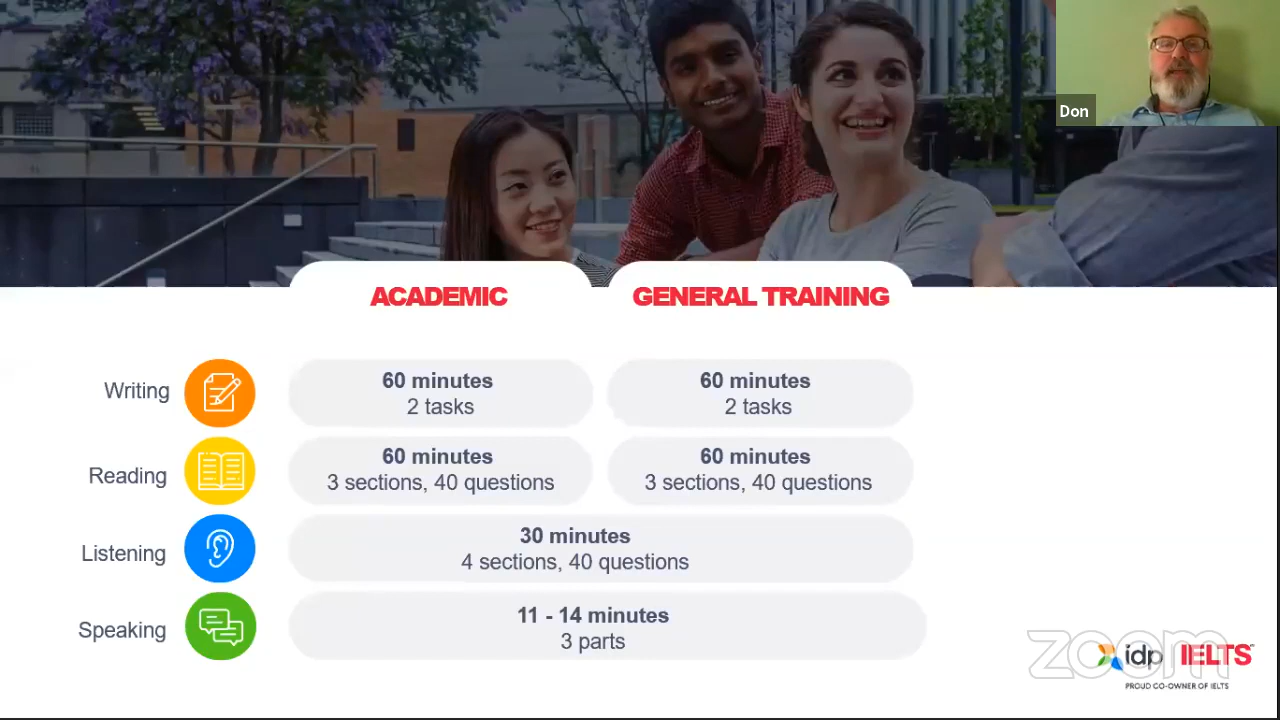 Don
ACADEMIC
GENERAL TRAINING
Writing
60 minutes
2 tasks
60 minutes
2 tasks
Reading
60 minutes
3 sections, 40 questions
60 minutes
3 sections, 40 questions
Listening
30 minutes
4 sections, 40 questions
Speaking
11 - 14 minutes
3 parts
zoom
idp IELTS
PROUD CO-OWNER OF IELTS